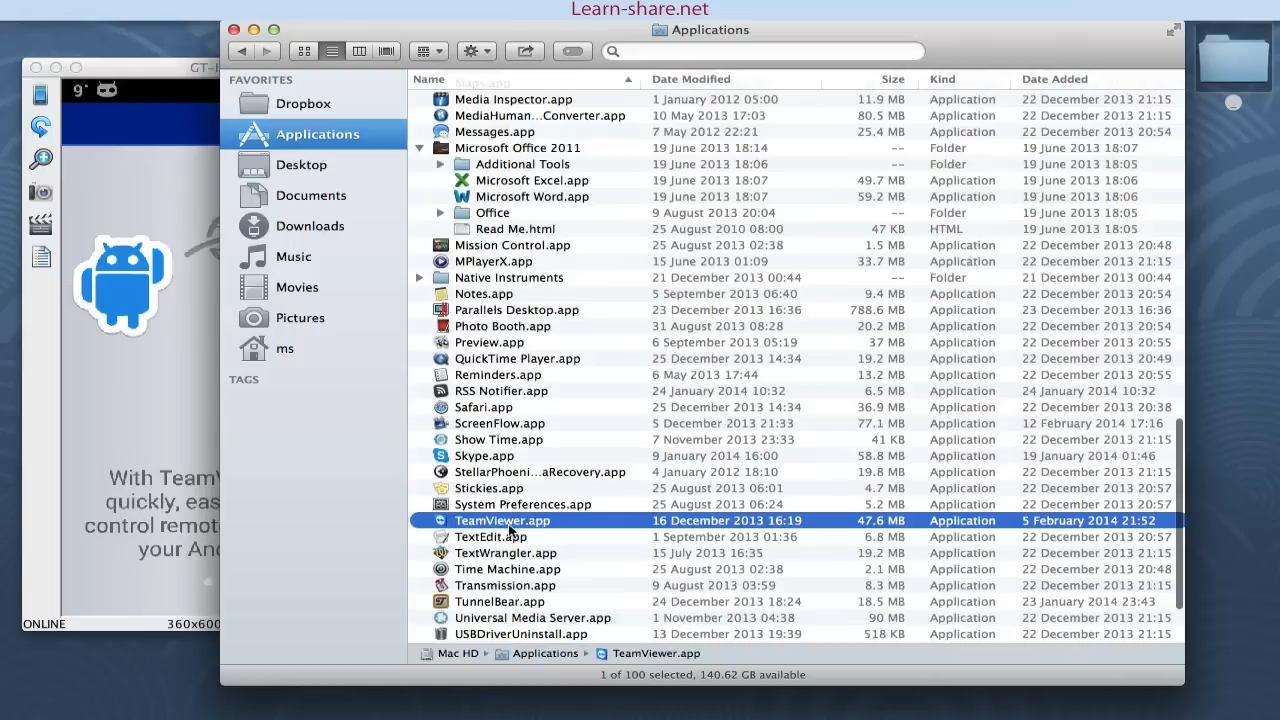 Learn-share.net
Applications
GT-I
9°
With TeamV
quickly, eas
control remot
your And
ONLINE 360x600
FAVORITES
Dropbox
Applications
Desktop
Documents
Downloads
Music
Movies
Pictures
ms
TAGS
Name Date Modified Size Kind Date Added
Maps.app
Media Inspector.app 1 January 2012 05:00 11.9 MB Application 22 December 2013 21:15
MediaHuman...Converter.app 10 May 2013 17:03 80.5 MB Application 22 December 2013 21:15
Messages.app 7 May 2012 22:21 25.4 MB Application 22 December 2013 20:54
Microsoft Office 2011 19 June 2013 18:14 -- Folder 19 June 2013 18:07
Additional Tools 19 June 2013 18:06 -- Folder 19 June 2013 18:05
Microsoft Excel.app 19 June 2013 18:07 49.7 MB Application 19 June 2013 18:05
Microsoft Word.app 19 June 2013 18:07 59.2 MB Application 19 June 2013 18:06
Office 9 August 2013 20:04 -- Folder 19 June 2013 18:05
Read Me.html 25 August 2010 08:00 47 KB HTML 19 June 2013 18:05
Mission Control.app 25 August 2013 02:38 1.5 MB Application 22 December 2013 20:48
MPlayerX.app 15 June 2013 01:09 33.7 MB Application 22 December 2013 21:15
Native Instruments 21 December 2013 00:44 -- Folder 21 December 2013 00:44
Notes.app 5 September 2013 06:40 9.4 MB Application 22 December 2013 20:54
Parallels Desktop.app 23 December 2013 16:36 788.6 MB Application 23 December 2013 16:36
Photo Booth.app 31 August 2013 08:28 20.2 MB Application 22 December 2013 20:54
Preview.app 6 September 2013 05:19 37 MB Application 22 December 2013 20:55
QuickTime Player.app 25 December 2013 14:34 19.2 MB Application 22 December 2013 20:49
Reminders.app 6 May 2013 17:44 13.2 MB Application 22 December 2013 20:55
RSS Notifier.app 24 January 2014 10:32 6.5 MB Application 24 January 2014 10:32
Safari.app 25 December 2013 14:34 36.9 MB Application 22 December 2013 20:38
ScreenFlow.app 5 December 2013 21:33 77.1 MB Application 12 February 2014 17:16
Show Time.app 7 November 2013 23:33 41 KB Application 22 December 2013 21:15
Skype.app 9 January 2014 16:00 58.8 MB Application 19 January 2014 01:46
StellarPhoeni...aRecovery.app 4 January 2012 18:10 19.8 MB Application 22 December 2013 21:15
Stickies.app 25 August 2013 06:01 4.7 MB Application 22 December 2013 20:57
System Preferences.app 25 August 2013 06:24 5.2 MB Application 22 December 2013 20:57
TeamViewer.app 16 December 2013 16:19 47.6 MB Application 5 February 2014 21:52
TextEdit.app 1 September 2013 01:36 6.8 MB Application 22 December 2013 20:57
TextWrangler.app 15 July 2013 16:35 19.2 MB Application 22 December 2013 21:15
Time Machine.app 25 August 2013 02:38 2.1 MB Application 22 December 2013 20:48
Transmission.app 9 August 2013 03:59 8.3 MB Application 22 December 2013 21:15
TunnelBear.app 24 December 2013 18:24 18.5 MB Application 23 January 2014 23:43
Universal Media Server.app 1 November 2013 04:38 90 MB Application 22 December 2013 21:15
USBDriverUninstall.app 13 December 2013 19:39 518 KB Application 22 December 2013 21:15
Mac HD Applications TeamViewer.app
1 of 100 selected, 140.62 GB available